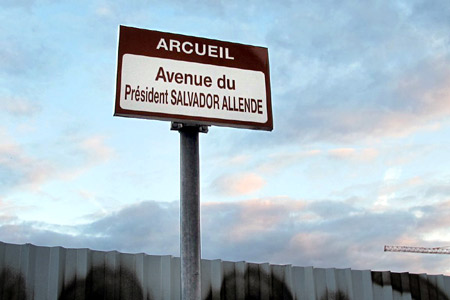 ARCUEIL
Avenue du
Président SALVADOR ALLENDE